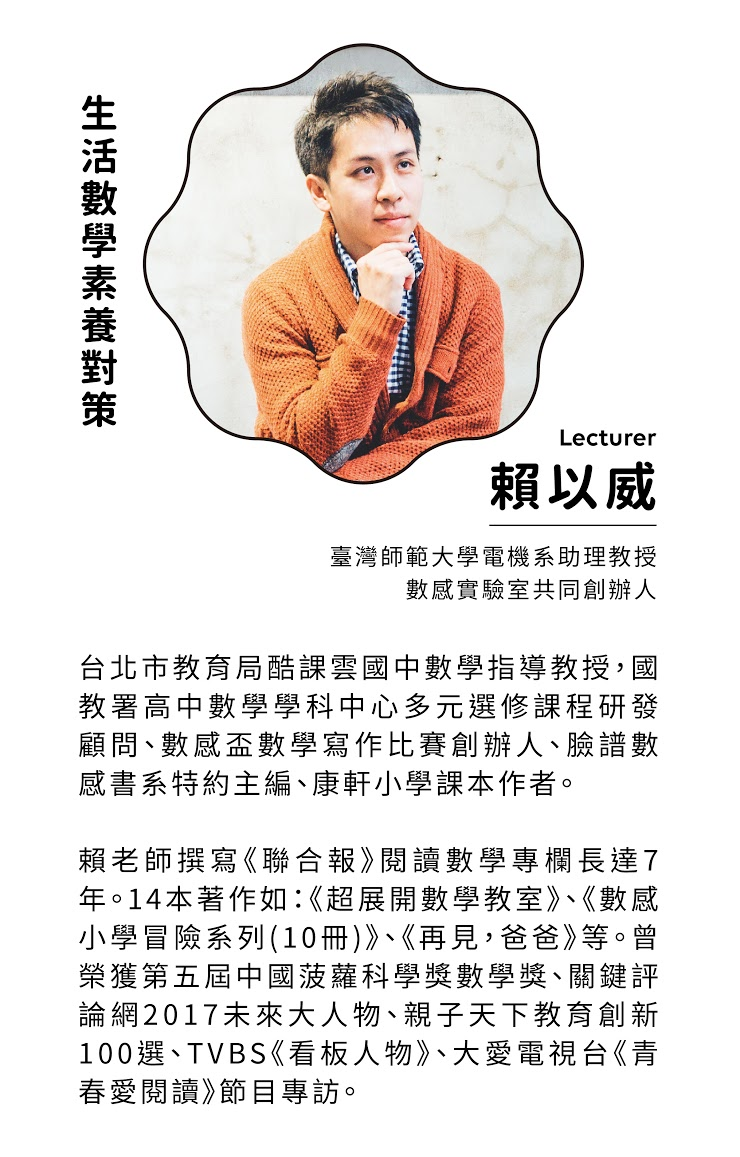 生活數學素養對策
Lecturer
賴以威
臺灣師範大學電機系助理教授
數感實驗室共同創辦人
台北市教育局酷課雲國中數學指導教授，國
教署高中數學學科中心多元選修課程研發
顧問、數感盃數學寫作比賽創辦人、臉譜數
感書系特約主編、康軒小學課本作者。
賴老師撰寫《聯合報》閱讀數學專欄長達7
年。14本著作如：《超展開數學教室》、《數感
小學冒險系列(10冊)》、《再見，爸爸》等。曾
榮獲第五屆中國菠蘿科學獎數學獎、關鍵評
論網2017未來大人物、親子天下教育創新
100選、TVBS《看板人物》、大愛電視台《青
春愛閱讀》節目專訪。